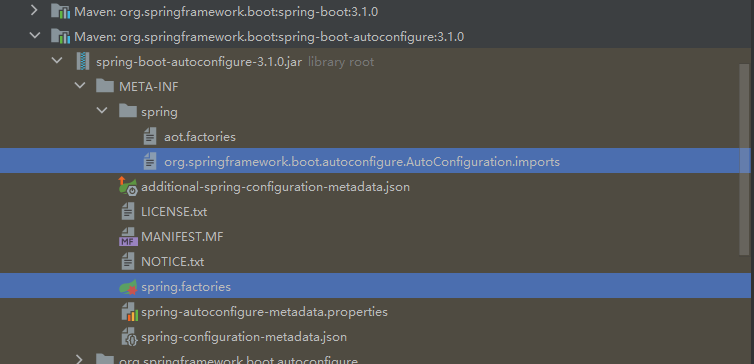 Maven: org.springframework.boot:spring-boot:3.1.0
Maven: org.springframework.boot:spring-boot-autoconfigure:3.1.0
spring-boot-autoconfigure-3.1.0.jar library root
META-INF
spring
aot.factories
org.springframework.boot.autoconfigure.AutoConfiguration.imports
additional-spring-configuration-metadata.json
LICENSE.txt
MF MANIFEST.MF
NOTICE.txt
spring.factories
spring-autoconfigure-metadata.properties
spring-configuration-metadata.json
org.springframework.boot.autoconfigure